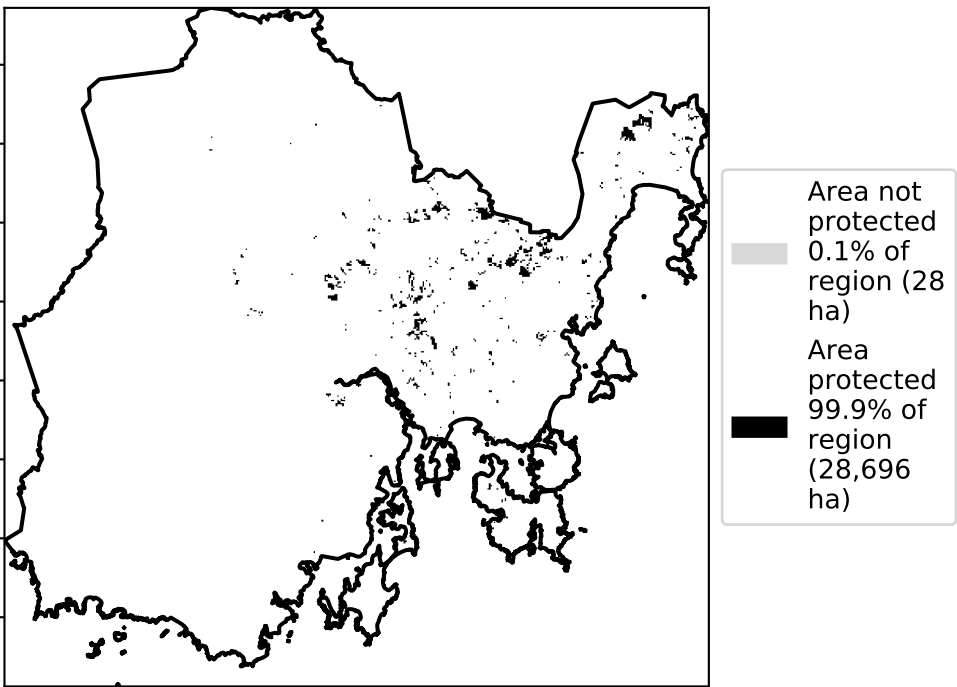 Area not
protected
0.1% of
region (28
ha)
Area
protected
99.9% of
region
(28,696
ha)